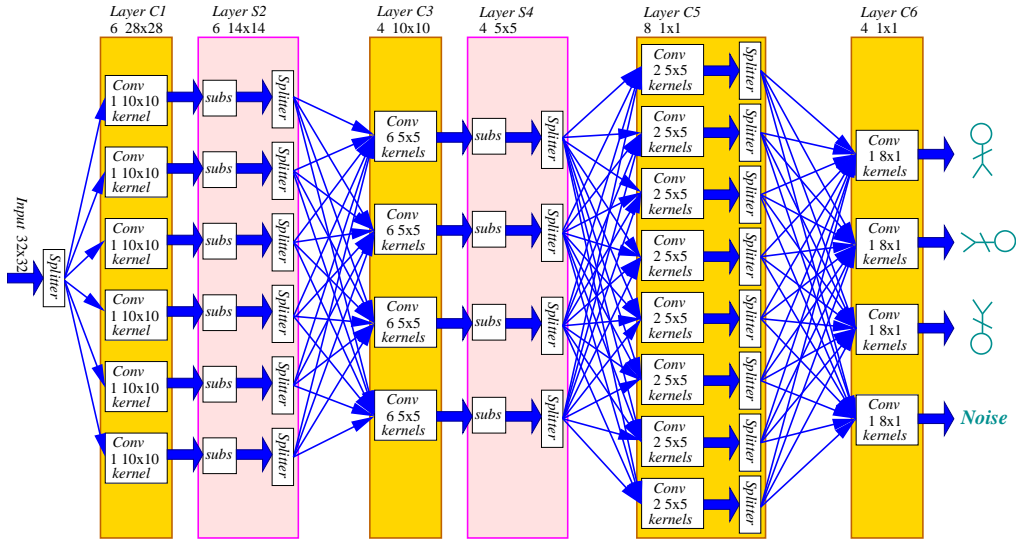 Layer C1
6 28x28
Layer S2
6 14x14
Layer C3
4 10x10
Layer S4
4 5x5
Layer C5
8 1x1
Layer C6
4 1x1
Input 32x32
Splitter
Conv
1 10x10
kernel
Conv
1 10x10
kernel
Conv
1 10x10
kernel
Conv
1 10x10
kernel
Conv
1 10x10
kernel
Conv
1 10x10
kernel
subs
Splitter
subs
Splitter
subs
Splitter
subs
Splitter
subs
Splitter
subs
Splitter
Conv
6 5x5
kernels
Conv
6 5x5
kernels
Conv
6 5x5
kernels
Conv
6 5x5
kernels
subs
Splitter
subs
Splitter
subs
Splitter
subs
Splitter
Conv
2 5x5
kernels
Splitter
Conv
2 5x5
kernels
Splitter
Conv
2 5x5
kernels
Splitter
Conv
2 5x5
kernels
Splitter
Conv
2 5x5
kernels
Splitter
Conv
2 5x5
kernels
Splitter
Conv
2 5x5
kernels
Splitter
Conv
2 5x5
kernels
Splitter
Conv
1 8x1
kernels
Conv
1 8x1
kernels
Conv
1 8x1
kernels
Conv
1 8x1
kernels
Noise